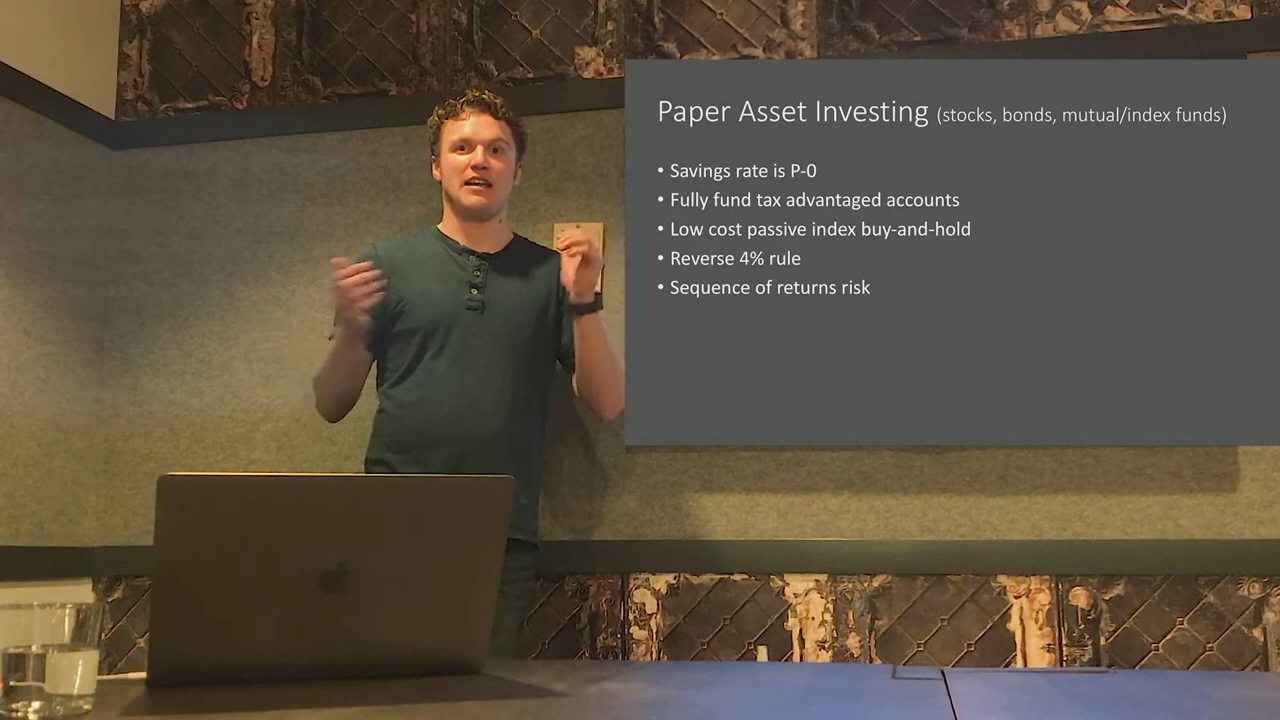 Paper Asset Investing (stocks, bonds, mutual/index funds)
• Savings rate is P-0
• Fully fund tax advantaged accounts
• Low cost passive index buy-and-hold
• Reverse 4% rule
• Sequence of returns risk